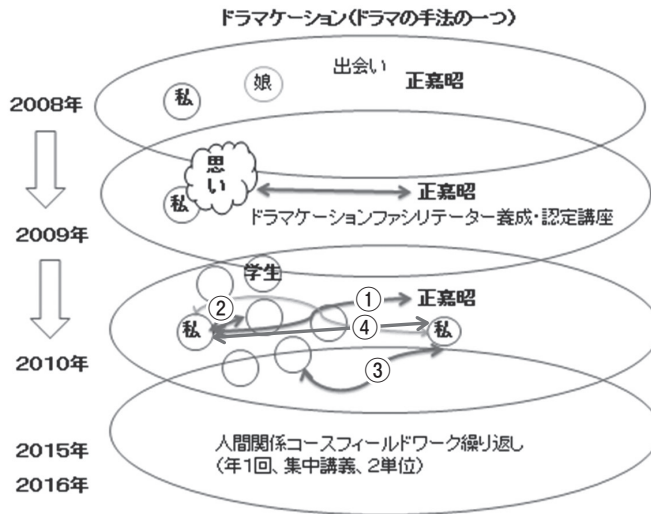 ドラマケーション(ドラマの手法の一つ)
出会い
私
娘
正嘉昭
2008年
思い
私
正嘉昭
ドラマケーションファシリテーター養成・認定講座
2009年
学生
①
正嘉昭
②
私
④
私
2010年
③
人間関係コースフィールドワーク繰り返し
(年1回、集中講義、2単位)
2015年
2016年